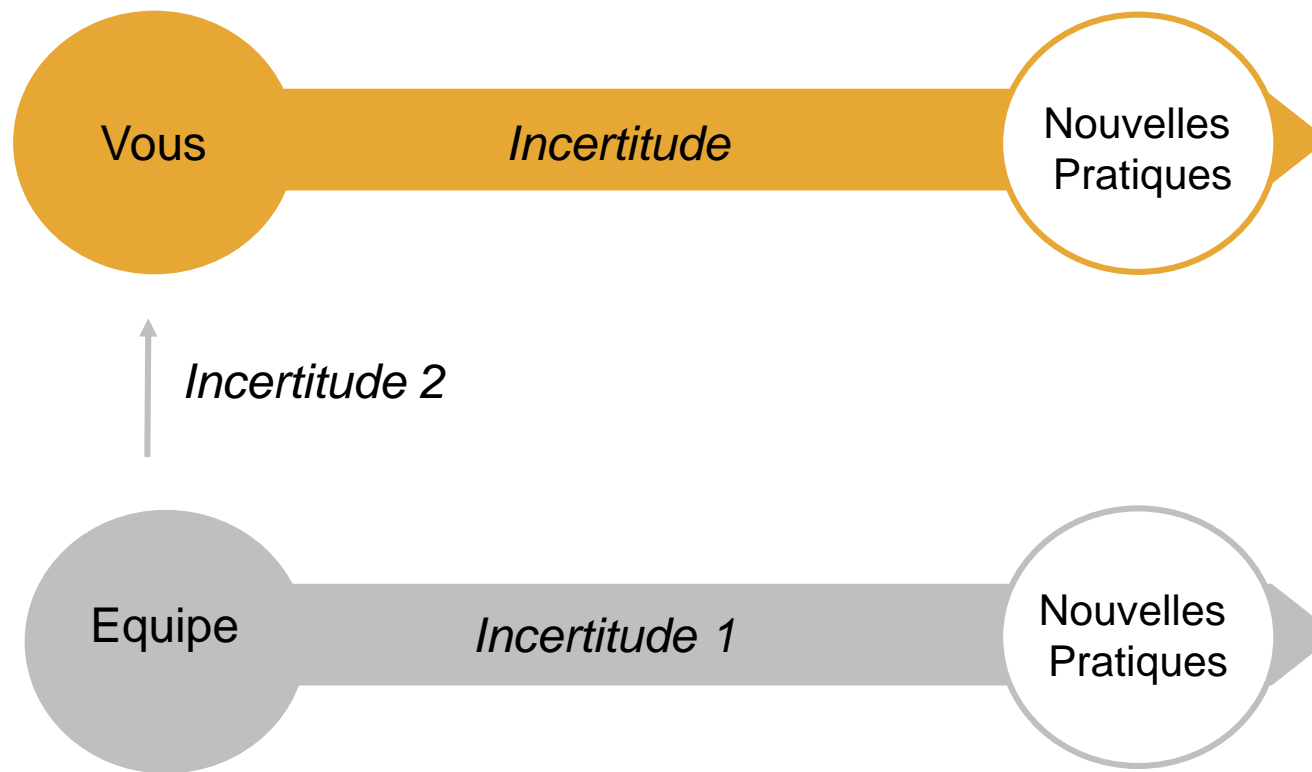 Vous
Incertitude
Nouvelles
Pratiques
Incertitude 2
Equipe
Incertitude 1
Nouvelles
Pratiques